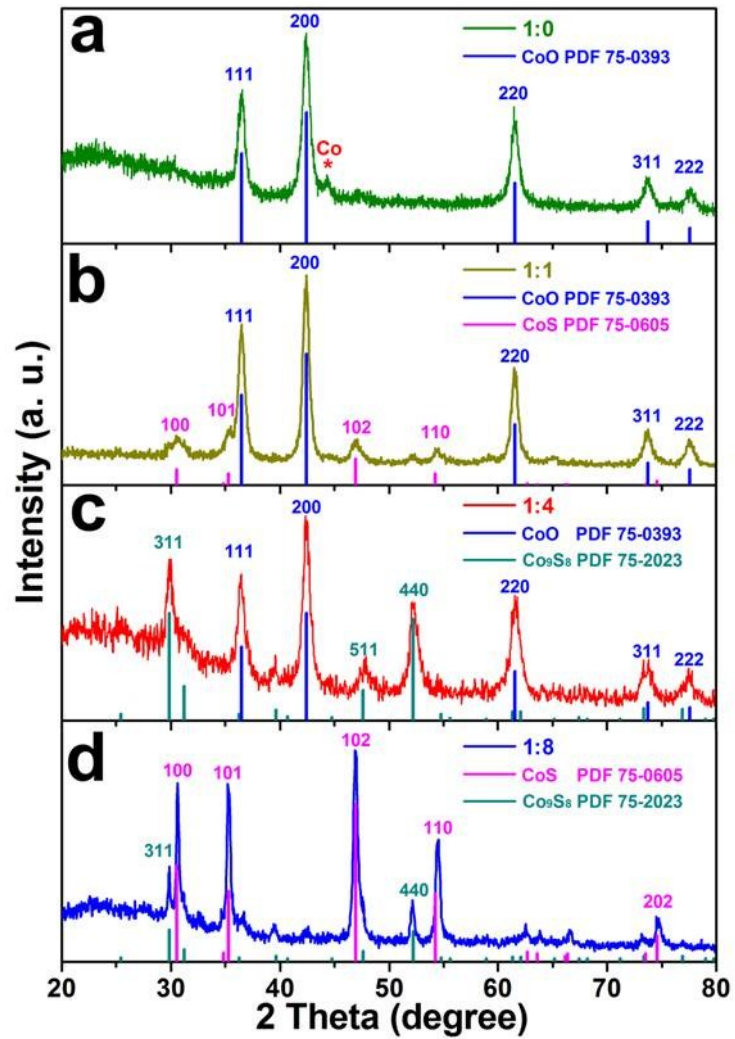 a
1:0
CoO PDF 75-0393
111
200
Co
*
220
311
222
b
1:1
CoO PDF 75-0393
CoS PDF 75-0605
100
101
111
200
102
110
220
311
222
c
1:4
CoO PDF 75-0393
Co₉S₈ PDF 75-2023
311
111
200
511
440
220
311
222
d
1:8
CoS PDF 75-0605
Co₉S₈ PDF 75-2023
311
100
101
102
440
110
202
20 30 40 50 60 70 80
2 Theta (degree)
Intensity (a. u.)